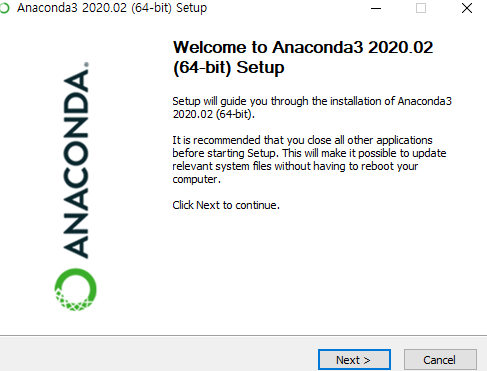 Anaconda3 2020.02 (64-bit) Setup
Welcome to Anaconda3 2020.02
(64-bit) Setup
Setup will guide you through the installation of Anaconda3
2020.02 (64-bit).
It is recommended that you close all other applications
before starting Setup. This will make it possible to update
relevant system files without having to reboot your
computer.
Click Next to continue.
ANACONDA.
Next >
Cancel